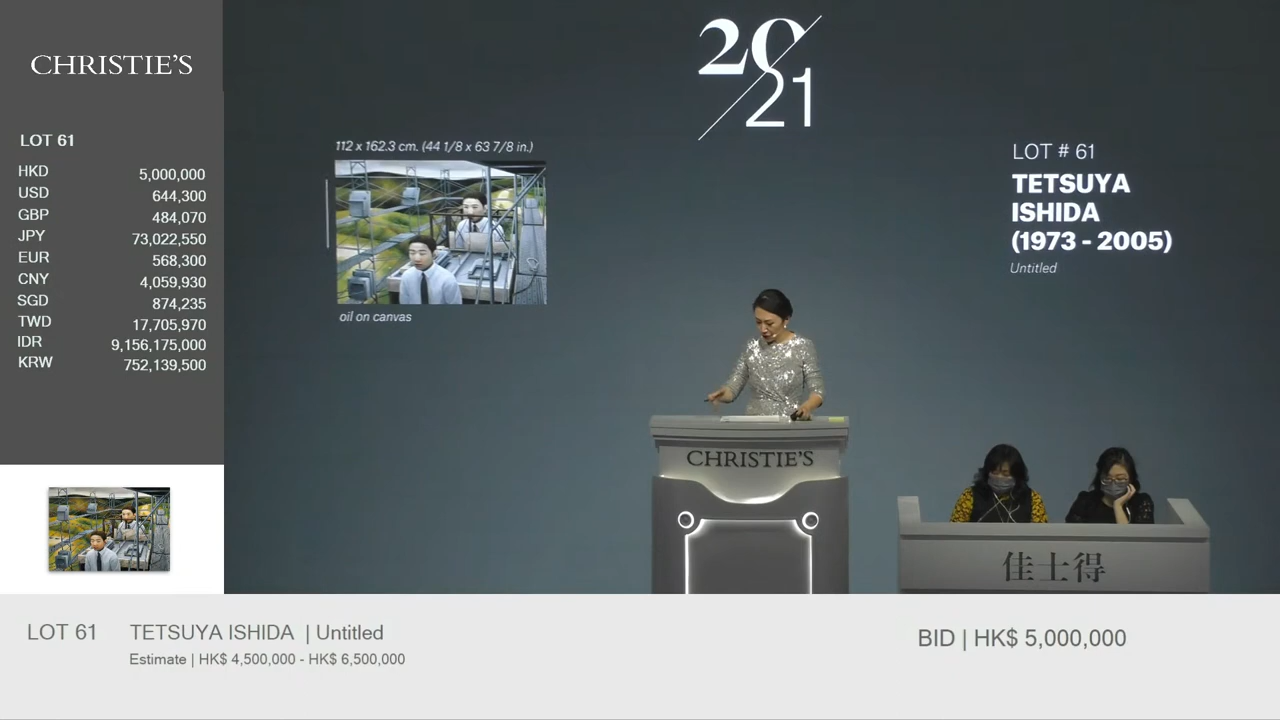 CHRISTIE'S
LOT 61
HKD 5,000,000
USD 644,300
GBP 484,070
JPY 73,022,550
EUR 568,300
CNY 4,059,930
SGD 874,235
TWD 17,705,970
IDR 9,156,175,000
KRW 752,139,500
20
21
112 x 162.3 cm. (44 1/8 x 63 7/8 in.)
oil on canvas
LOT # 61
TETSUYA
ISHIDA
(1973 - 2005)
Untitled
CHRISTIE'S
佳士得
LOT 61 TETSUYA ISHIDA | Untitled
Estimate | HK$ 4,500,000 - HK$ 6,500,000
BID | HK$ 5,000,000